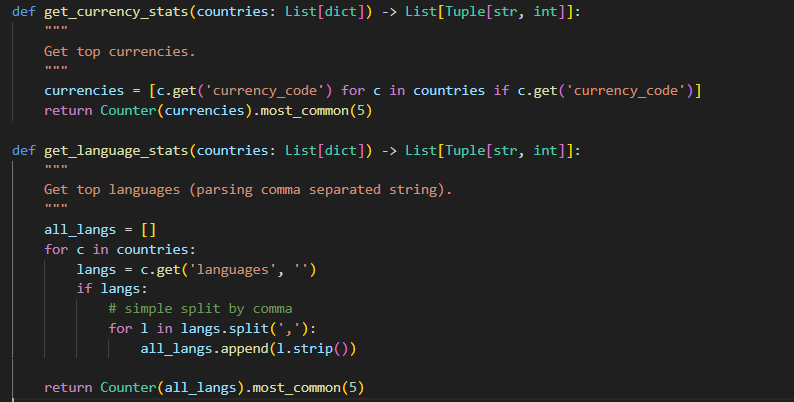 def get_currency_stats(countries: List[dict]) -> List[Tuple[str, int]]:
    """
    Get top currencies.
    """
    currencies = [c.get('currency_code') for c in countries if c.get('currency_code')]
    return Counter(currencies).most_common(5)

def get_language_stats(countries: List[dict]) -> List[Tuple[str, int]]:
    """
    Get top languages (parsing comma separated string).
    """
    all_langs = []
    for c in countries:
        langs = c.get('languages', '')
        if langs:
            # simple split by comma
            for l in langs.split(','):
                all_langs.append(l.strip())

    return Counter(all_langs).most_common(5)